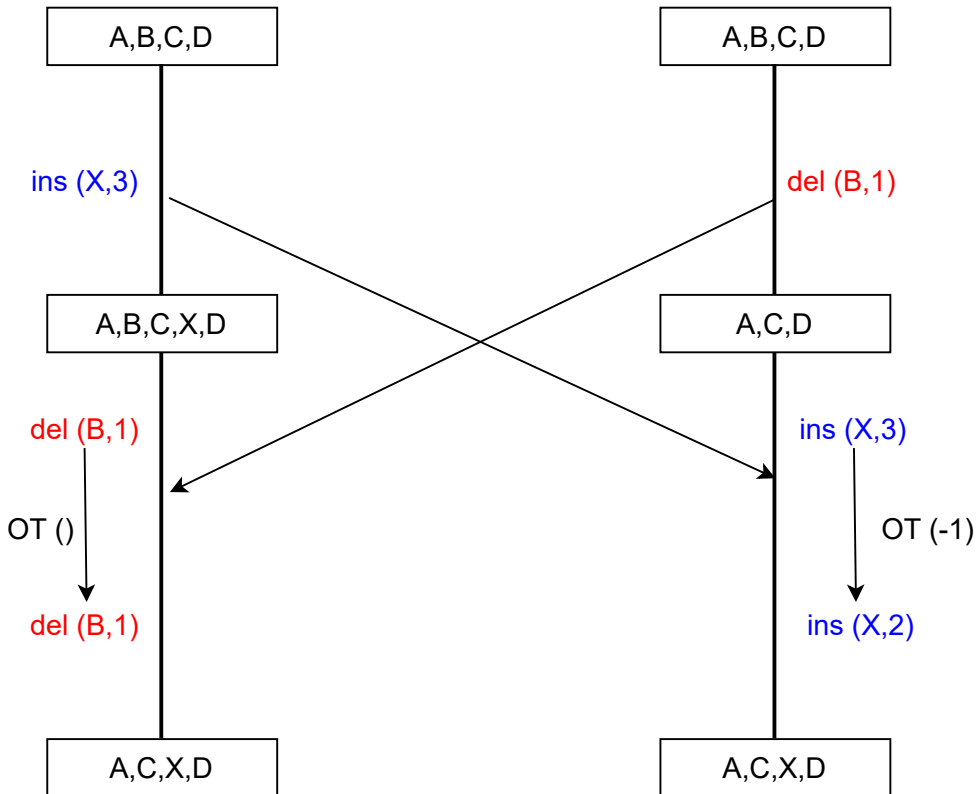 A,B,C,D
A,B,C,D
ins (X,3)
del (B,1)
A,B,C,X,D
A,C,D
del (B,1)
ins (X,3)
OT ()
OT (-1)
del (B,1)
ins (X,2)
A,C,X,D
A,C,X,D